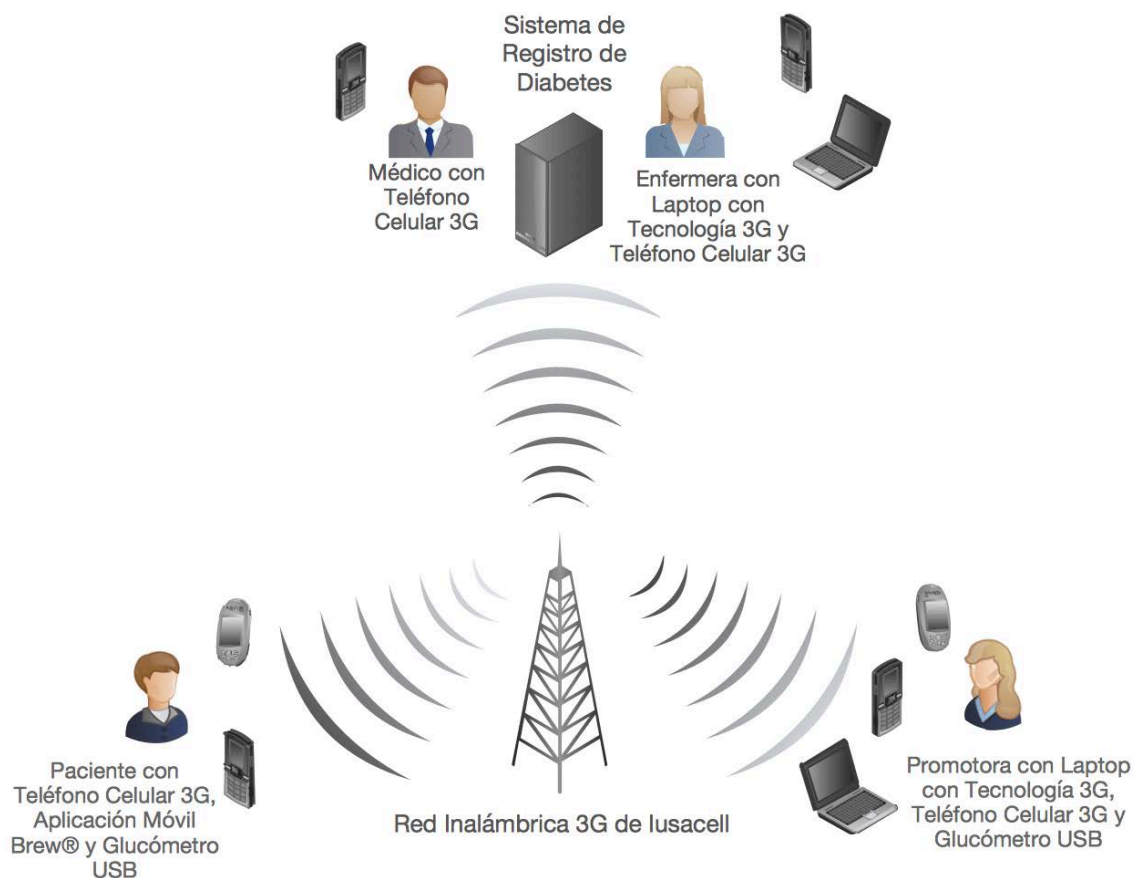 Sistema de
Registro de
Diabetes
Médico con
Teléfono
Celular 3G
Enfermera con
Laptop con
Tecnología 3G y
Teléfono Celular 3G
Paciente con
Teléfono Celular 3G,
Aplicación Móvil
Brew® y Glucómetro
USB
Red Inalámbrica 3G de Iusacell
Promotora con Laptop
con Tecnología 3G,
Teléfono Celular 3G y
Glucómetro USB